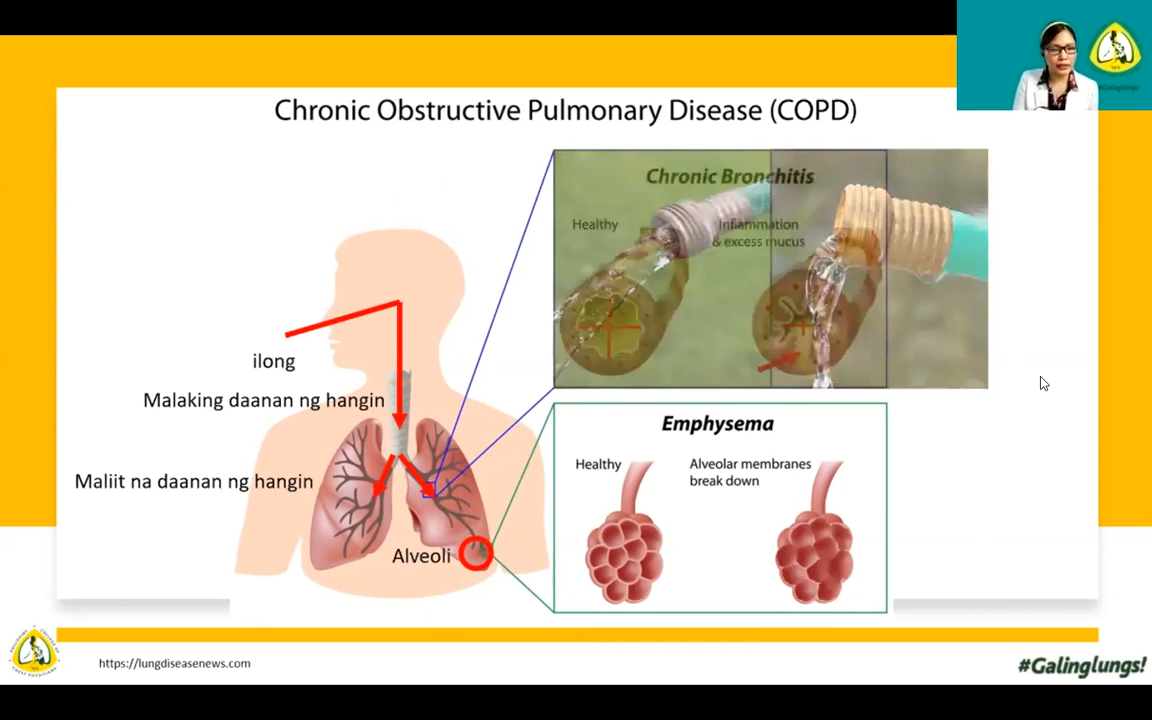 #Galinglungs!
Chronic Obstructive Pulmonary Disease (COPD)
Chronic Bronchitis
Healthy
Inflammation
& excess mucus
ilong
Malaking daanan ng hangin
Maliit na daanan ng hangin
Alveoli
Emphysema
Healthy
Alveolar membranes
break down
https://lungdiseasenews.com
#Galinglungs!